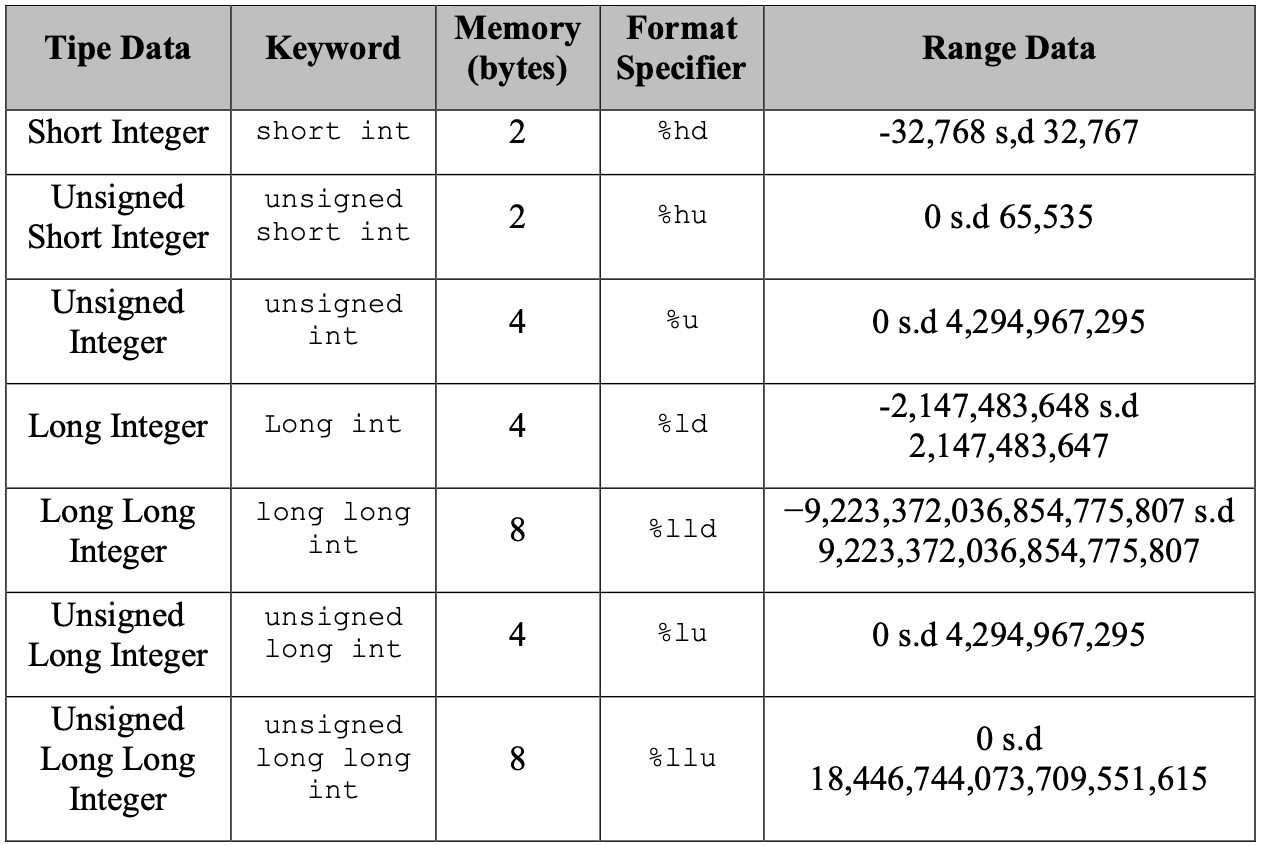 Tipe Data
Keyword
Memory
(bytes)
Format
Specifier
Range Data
Short Integer
short int
2
%hd
-32,768 s,d 32,767
Unsigned
Short Integer
unsigned
short int
2
%hu
0 s.d 65,535
Unsigned
Integer
unsigned
int
4
%u
0 s.d 4,294,967,295
Long Integer
Long int
4
%ld
-2,147,483,648 s.d
2,147,483,647
Long Long
Integer
long long
int
8
%lld
−9,223,372,036,854,775,807 s.d
9,223,372,036,854,775,807
Unsigned
Long Integer
unsigned
long int
4
%lu
0 s.d 4,294,967,295
Unsigned
Long Long
Integer
unsigned
long long
int
8
%llu
0 s.d
18,446,744,073,709,551,615